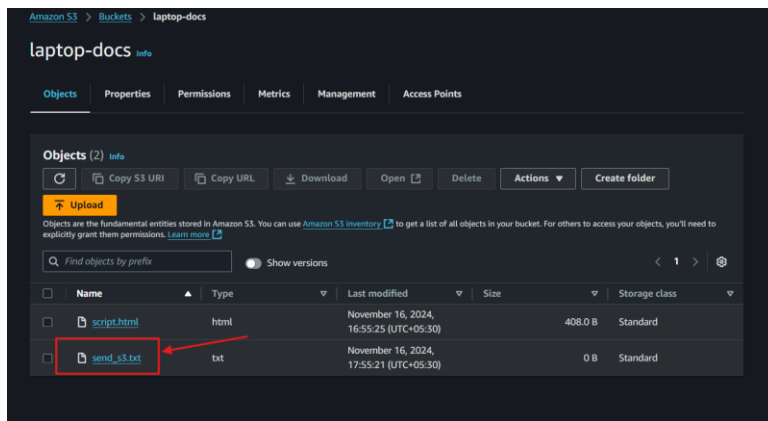 Amazon S3 > Buckets > laptop-docs
laptop-docs Info
Objects Properties Permissions Metrics Management Access Points
Objects (2) Info
Copy S3 URI Copy URL Download Open Delete Actions Create folder
Upload
Objects are the fundamental entities stored in Amazon S3. You can use Amazon S3 inventory to get a list of all objects in your bucket. For others to access your objects, you'll need to
explicitly grant them permissions. Learn more
Find objects by prefix Show versions < 1 >
Name Type Last modified Size Storage class
script.html html November 16, 2024, 408.0 B Standard
16:55:25 (UTC+05:30)
send_s3.txt txt November 16, 2024, 0 B Standard
17:55:21 (UTC+05:30)